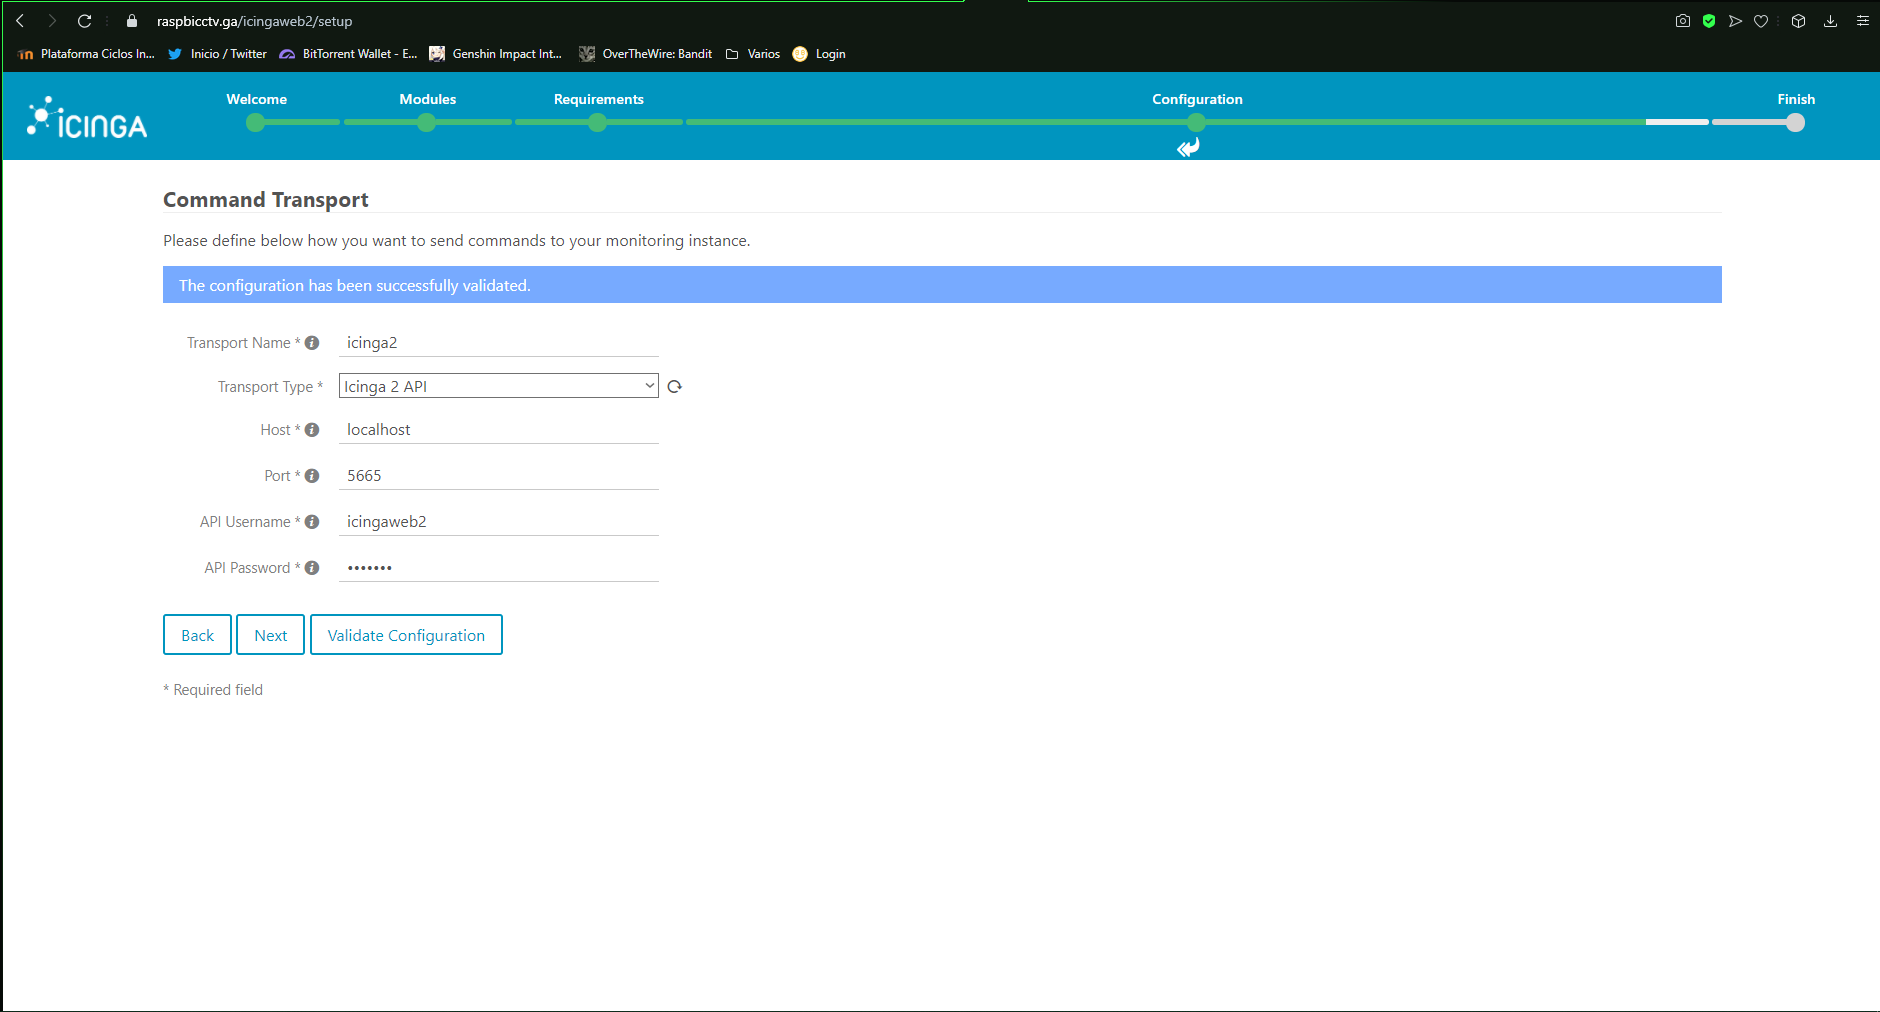 raspbicctv.ga/icingaweb2/setup
Plataforma Ciclos In... Inicio / Twitter BitTorrent Wallet - E... Genshin Impact Int... OverTheWire: Bandit Varios Login
ICINGA Welcome Modules Requirements Configuration Finish
Command Transport
Please define below how you want to send commands to your monitoring instance.
The configuration has been successfully validated.
Transport Name * icinga2
Transport Type * Icinga 2 API
Host * localhost
Port * 5665
API Username * icingaweb2
API Password * •••••••
Back Next Validate Configuration
* Required field